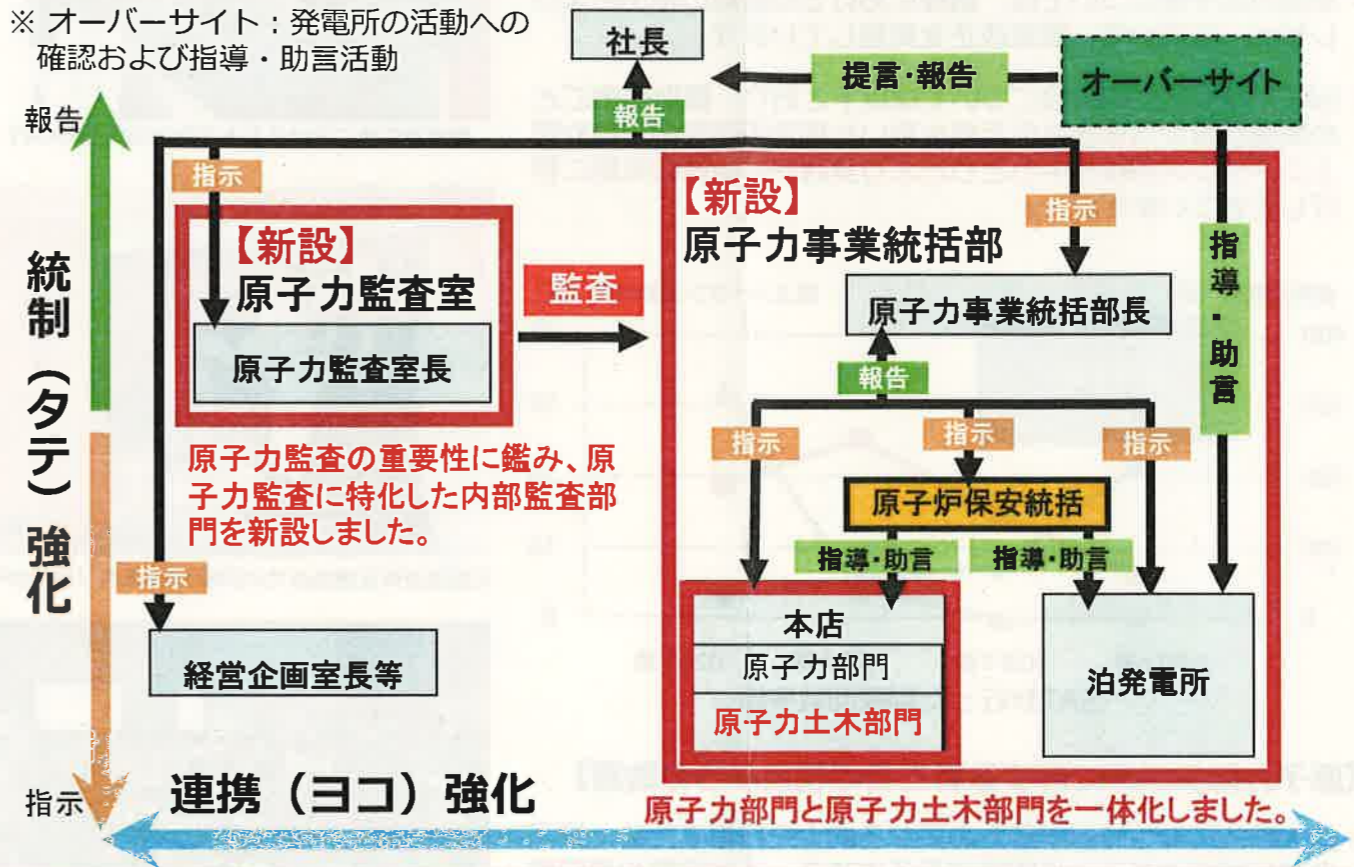 ※ オーバーサイト：発電所の活動への
確認および指導・助言活動
社長
提言・報告
オーバーサイト
報告
報告
指示
【新設】
原子力監査室
原子力監査室長
監査
【新設】
原子力事業統括部
指示
原子力事業統括部長
指導・助言
報告
指示
指示
指示
原子炉保安統括
指導・助言
指導・助言
本店
原子力部門
原子力土木部門
泊発電所
原子力監査の重要性に鑑み、原
子力監査に特化した内部監査部
門を新設しました。
統制（タテ）強化
指示
経営企画室長等
指示
連携（ヨコ）強化
原子力部門と原子力土木部門を一体化しました。